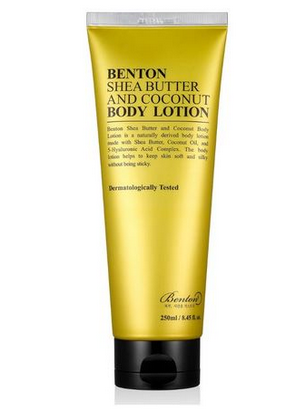 BENTON
SHEA BUTTER
AND COCONUT
BODY LOTION
Benton Shea Butter and Coconut Body
Lotion is a naturally derived body lotion
made with Shea Butter, Coconut Oil, and
5-Hyaluronic Acid Complex. The body
lotion helps to keep skin soft and silky
without being sticky.
Dermatologically Tested
Benton
250ml / 8.45 fl. oz